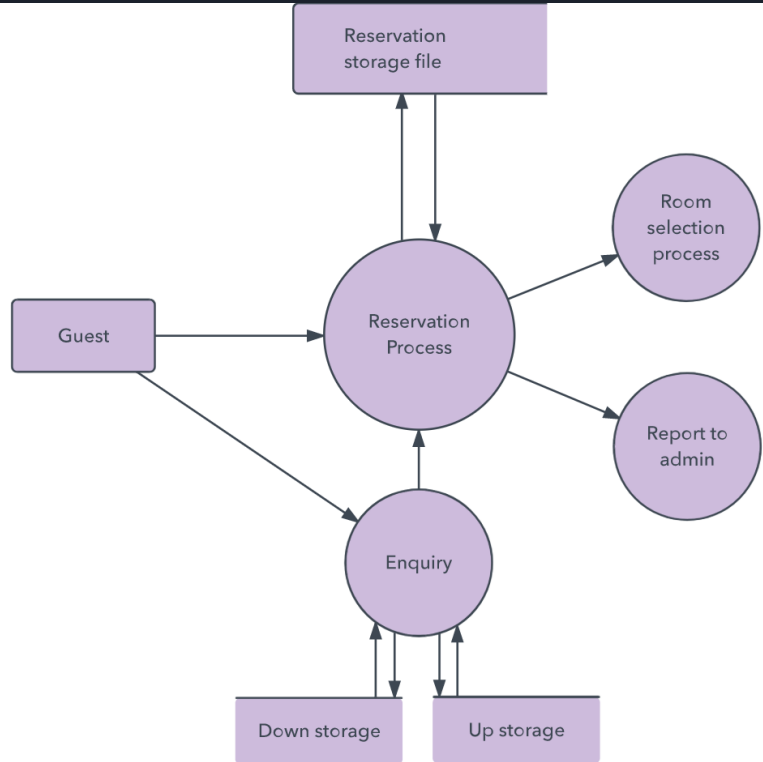 Reservation
storage file
Room
selection
process
Guest
Reservation
Process
Report to
admin
Enquiry
Down storage
Up storage